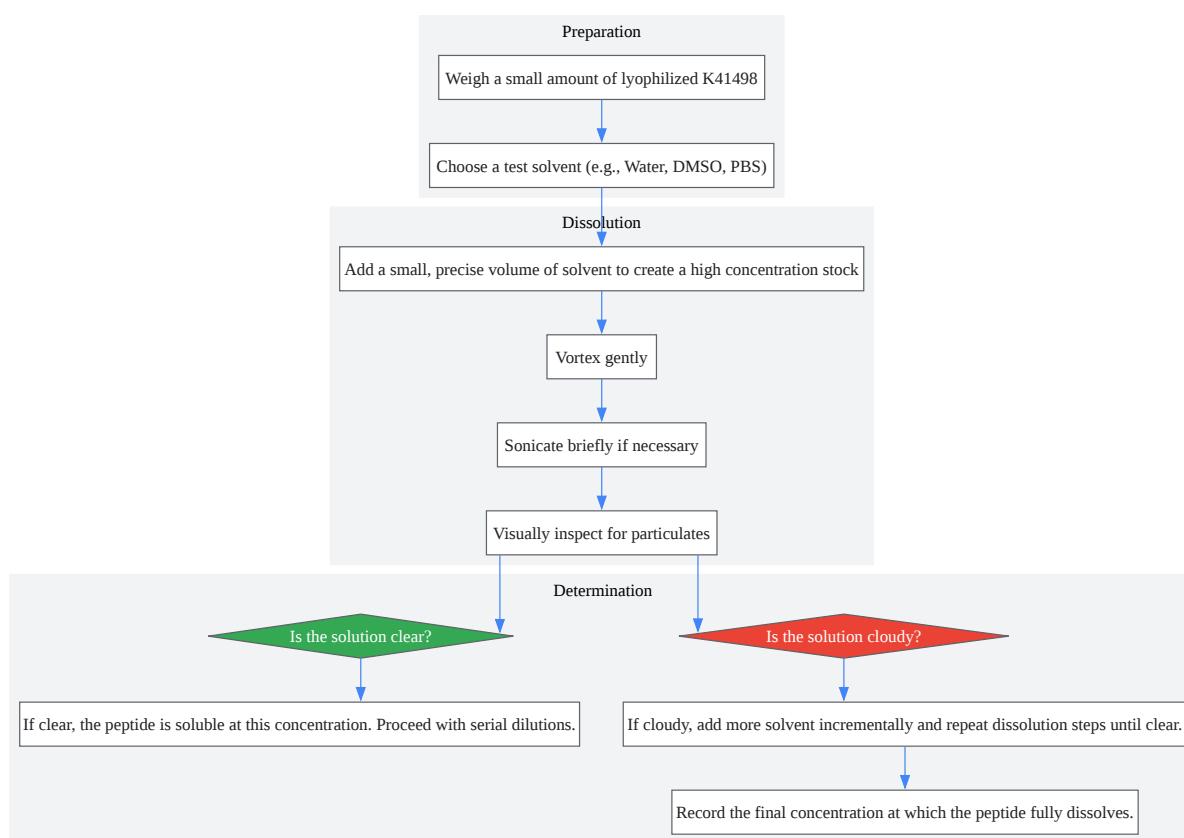 Preparation
Weigh a small amount of lyophilized K41498
Choose a test solvent (e.g., Water, DMSO, PBS)
Dissolution
Add a small, precise volume of solvent to create a high concentration stock
Vortex gently
Sonicate briefly if necessary
Visually inspect for particulates
Determination
Is the solution clear?
Is the solution cloudy?
If clear, the peptide is soluble at this concentration. Proceed with serial dilutions.
If cloudy, add more solvent incrementally and repeat dissolution steps until clear.
Record the final concentration at which the peptide fully dissolves.